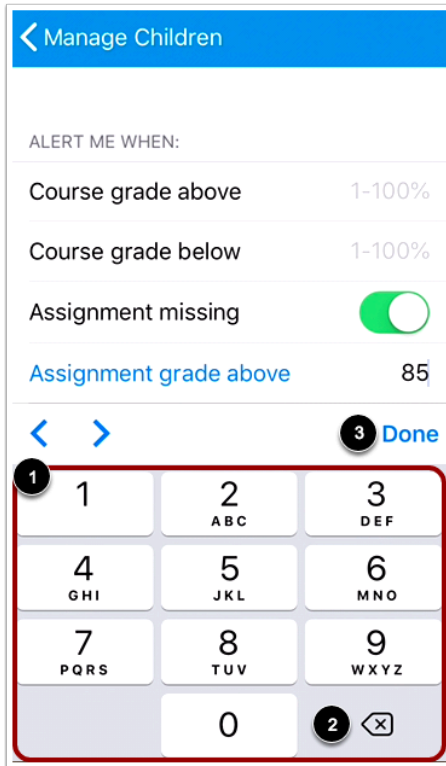 Manage Children
ALERT ME WHEN:
Course grade above 1-100%
Course grade below 1-100%
Assignment missing
Assignment grade above 85
3 Done
1
1 2 3
ABC DEF
4 5 6
GHI JKL MNO
7 8 9
PQRS TUV WXYZ
0 2